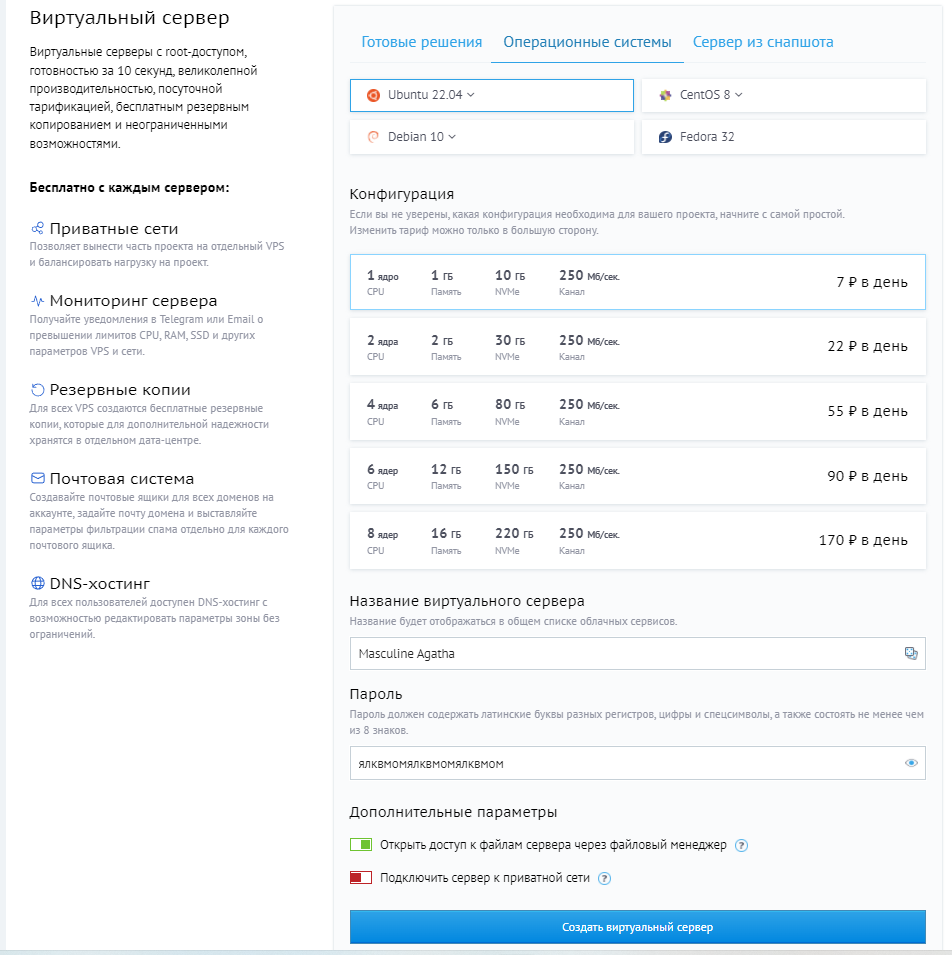 Виртуальный сервер
Виртуальные серверы с root-доступом,
готовностью за 10 секунд, великолепной
производительностью, посуточной
тарификацией, бесплатным резервным
копированием и неограниченными
возможностями.
Бесплатно с каждым сервером:
Приватные сети
Позволяет вынести часть проекта на отдельный VPS
и балансировать нагрузку на проект.
Мониторинг сервера
Получайте уведомления в Telegram или Email о
превышении лимитов CPU, RAM, SSD и других
параметров VPS и сети.
Резервные копии
Для всех VPS создаются бесплатные резервные
копии, которые для дополнительной надежности
хранятся в отдельном дата-центре.
Почтовая система
Создавайте почтовые ящики для всех доменов на
аккаунте, задайте почту домена и выставляйте
параметры фильтрации спама отдельно для каждого
почтового ящика.
DNS-хостинг
Для всех пользователей доступен DNS-хостинг с
возможностью редактировать параметры зоны без
ограничений.
Готовые решения Операционные системы Сервер из снапшота
Ubuntu 22.04 CentOS 8
Debian 10 Fedora 32
Конфигурация
Если вы не уверены, какая конфигурация необходима для вашего проекта, начните с самой простой.
Изменить тариф можно только в большую сторону.
1 ядро 1 ГБ 10 ГБ 250 Мб/сек.
CPU Память NVMe Канал
7 ₽ в день
2 ядра 2 ГБ 30 ГБ 250 Мб/сек.
CPU Память NVMe Канал
22 ₽ в день
4 ядра 6 ГБ 80 ГБ 250 Мб/сек.
CPU Память NVMe Канал
55 ₽ в день
6 ядер 12 ГБ 150 ГБ 250 Мб/сек.
CPU Память NVMe Канал
90 ₽ в день
8 ядер 16 ГБ 220 ГБ 250 Мб/сек.
CPU Память NVMe Канал
170 ₽ в день
Название виртуального сервера
Название будет отображаться в общем списке облачных сервисов.
Masculine Agatha
Пароль
Пароль должен содержать латинские буквы разных регистров, цифры и спецсимволы, а также состоять не менее чем
из 8 знаков.
ялквмомялквмомялквмом
Дополнительные параметры
Открыть доступ к файлам сервера через файловый менеджер ?
Подключить сервер к приватной сети ?
Создать виртуальный сервер